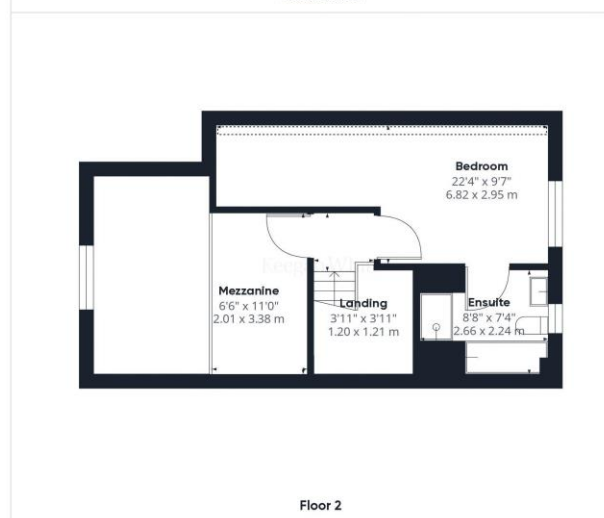 Bedroom
22'4" x 9'7"
6.82 x 2.95 m
Mezzanine
6'6" x 11'0"
2.01 x 3.38 m
Landing
3'11" x 3'11"
1.20 x 1.21 m
Ensuite
8'8" x 7'4"
2.66 x 2.24 m
Floor 2